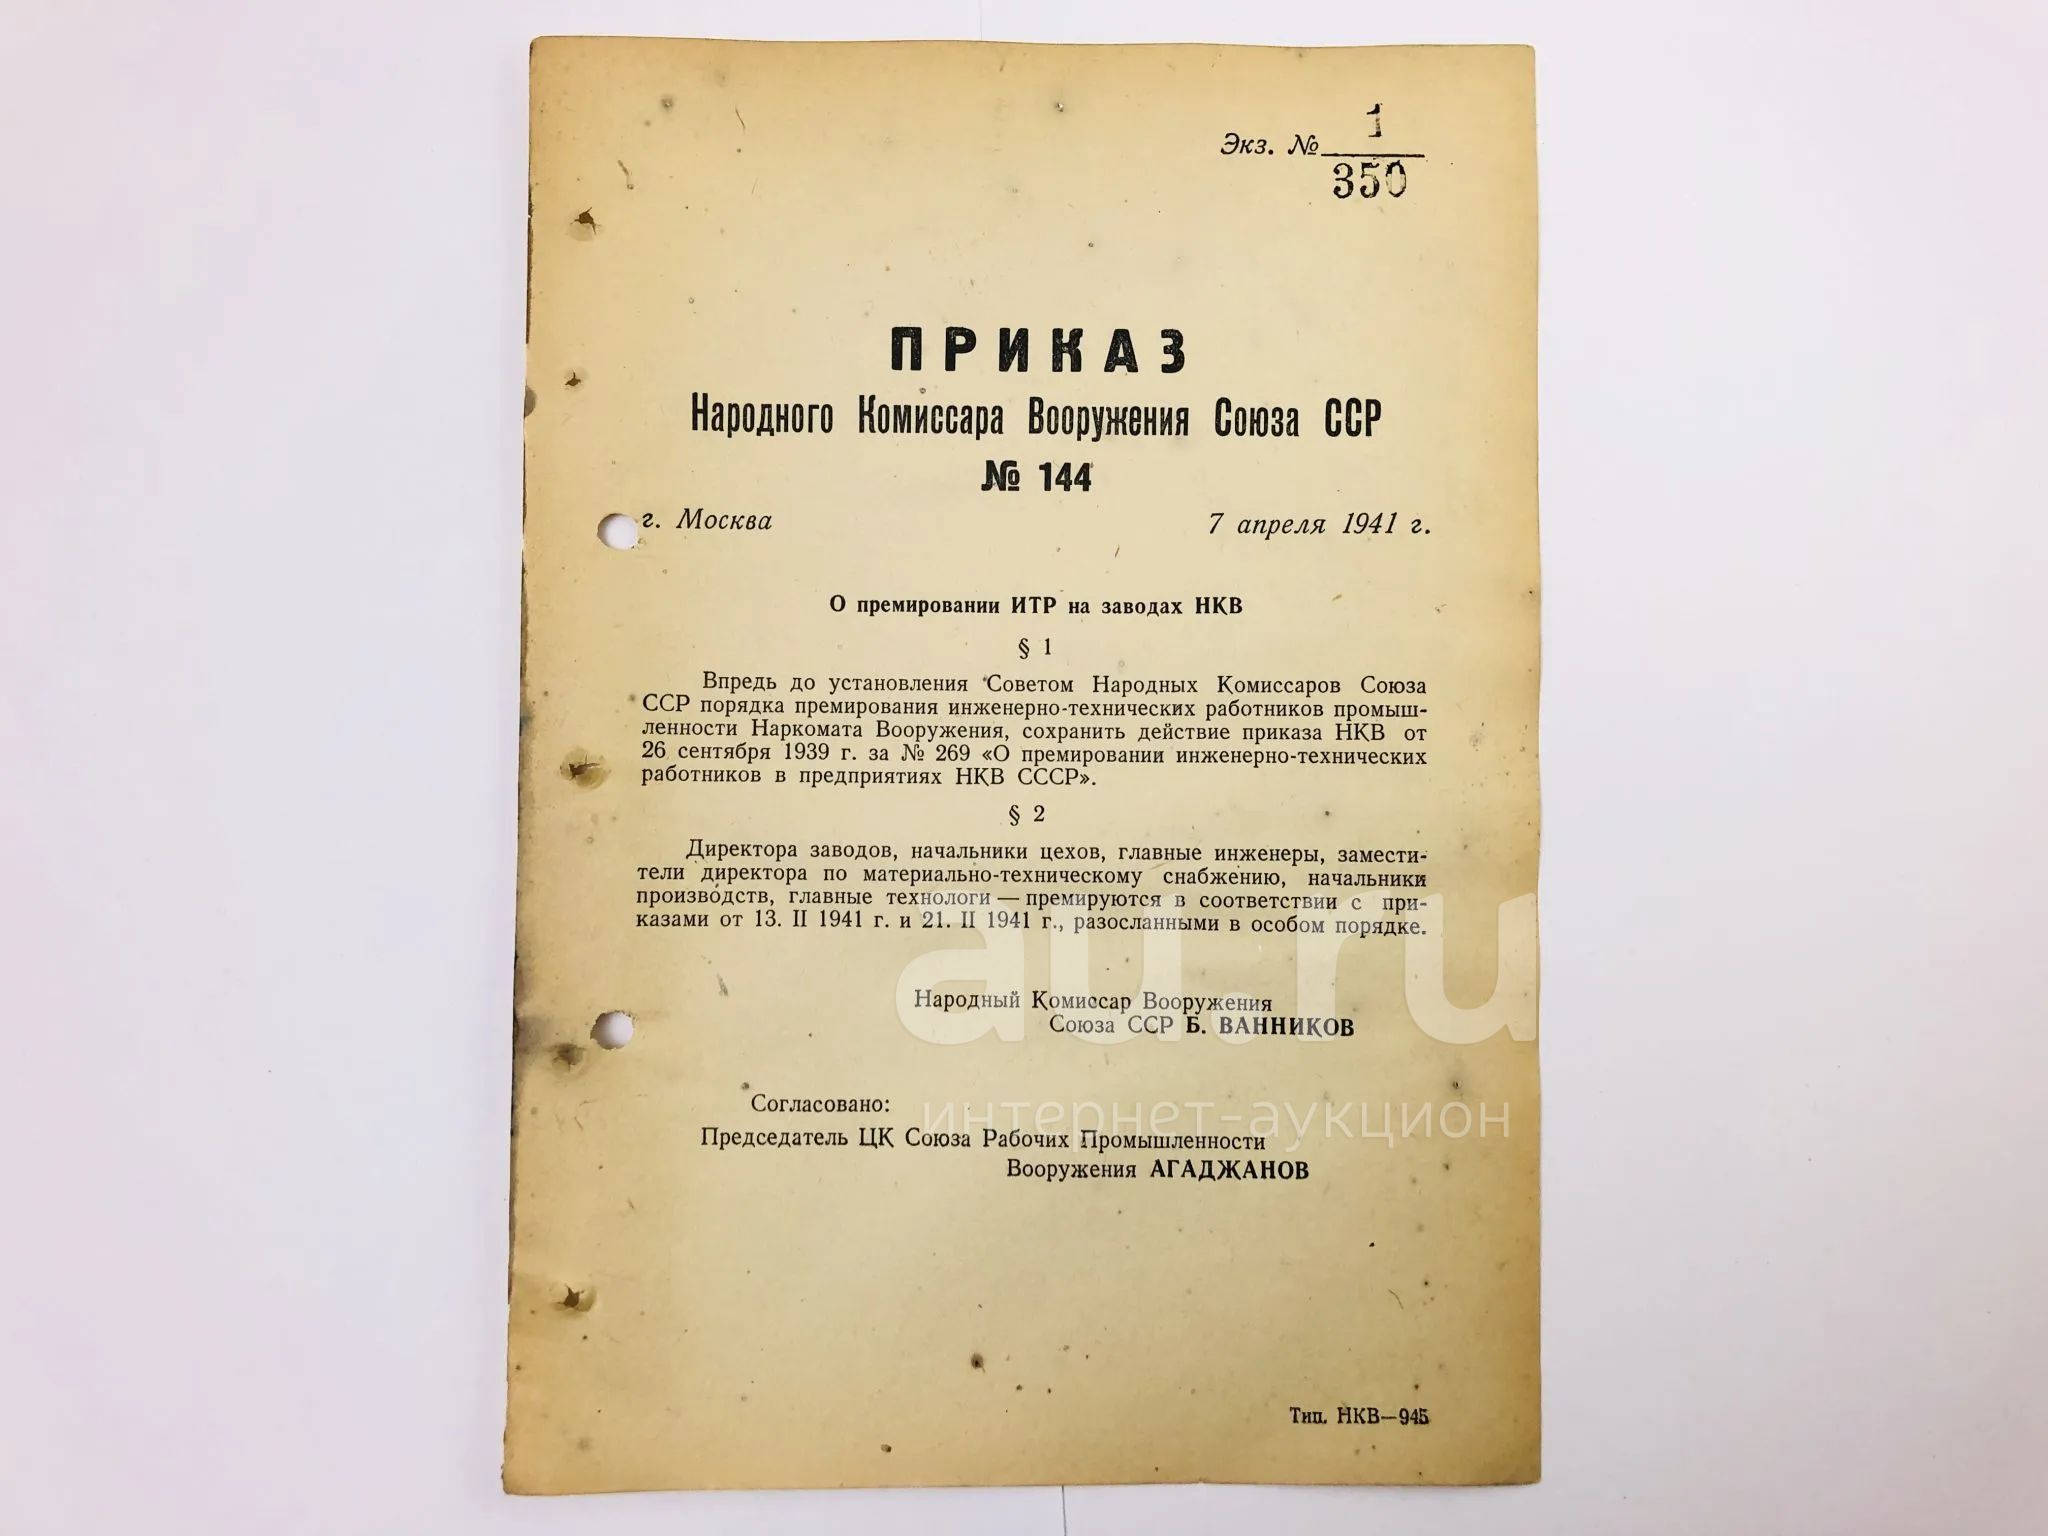 Экз. № 1
350
ПРИКАЗ
Народного Комиссара Вооружения Союза ССР
№ 144
г. Москва 7 апреля 1941 г.
О премировании ИТР на заводах НКВ
§ 1
Впредь до установления Советом Народных Комиссаров Союза
ССР порядка премирования инженерно-технических работников промыш-
ленности Наркомата Вооружения, сохранить действие приказа НКВ от
26 сентября 1939 г. за № 269 «О премировании инженерно-технических
работников в предприятиях НКВ СССР».
§ 2
Директора заводов, начальники цехов, главные инженеры, замести-
тели директора по материально-техническому снабжению, начальники
производств, главные технологи — премируются в соответствии с при-
казами от 13. II 1941 г. и 21. II 1941 г., разосланными в особом порядке.
au.ru
Народный Комиссар Вооружения
Союза ССР Б. ВАННИКОВ
Согласовано:
интернет-аукцион
Председатель ЦК Союза Рабочих Промышленности
Вооружения АГАДЖАНОВ
Тип. НКВ—945